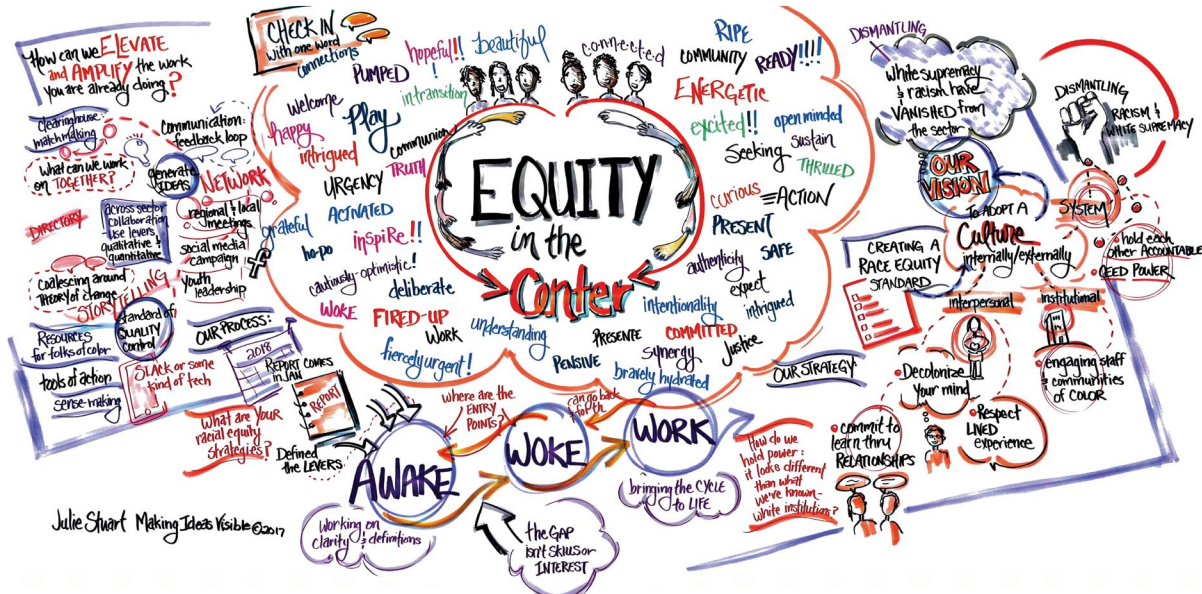 How can we ELEVATE
and AMPLIFY the work
you are already doing?
Clearinghouse:
matchmaking
Communication:
feedback loop
What can we work
on TOGETHER?
generate
IDEAS
NETWORK
DIRECTORY
across sector
collaboration
use levers,
qualitative &
quantitative
regional & local
meetings
social media
campaign
youth
leadership
Coalescing around
THEORY of change
STORYTELLING
standard of
QUALITY
control
RESOURCES
for folks of color
tools of action
sense-making
SLACK or some
kind of tech
OUR PROCESS:
2018
REPORT COMES
in JAN
REPORT
What are your
racial equity
strategies?
Defined
the LEVERS
CHECK IN
with one word
connections
hopeful!!
beautiful
connected
PUMPED
in transition
welcome
Play
happy
communion
intrigued
TRUTH
URGENCY
ACTIVATED
grateful
inspire!!
ho-po
cautiously-optimistic!
deliberate
WOKE
FIRED-UP
WORK
understanding
fiercely urgent!
EQUITY
in the
Center
RIPE
COMMUNITY
READY!!!!
ENERGETIC
excited!!
open minded
Seeking
sustain
THRILLED
curious
ACTION
PRESENT
authenticity
SAFE
expect
intentionality
intrigued
PRESENTE
COMMITTED
synergy
Justice
PENSIVE
bravely hydrated
where are the
ENTRY
POINTS?
can go back
& forth
AWAKE
WOKE
WORK
Working on
clarity & definitions
the GAP
isn't SKILLS or
INTEREST
bringing the CYCLE
to LIFE
DISMANTLING
white supremacy
& racism have
VANISHED from
the sector
DISMANTLING
RACISM &
WHITE SUPREMACY
OUR
VISION
TO ADOPT A
Culture
internally/externally
SYSTEM
hold each
other ACCOUNTABLE
CEED POWER
CREATING A
RACE EQUITY
STANDARD
interpersonal
institutional
OUR STRATEGY:
Decolonize
your mind
engaging staff
& communities
of COLOR
Respect
LIVED
experience
commit to
learn thru
RELATIONSHIPS
How do we
hold power:
it looks different
than what
we've known-
white institutions?
Julie Stuart Making Ideas Visible ©2017